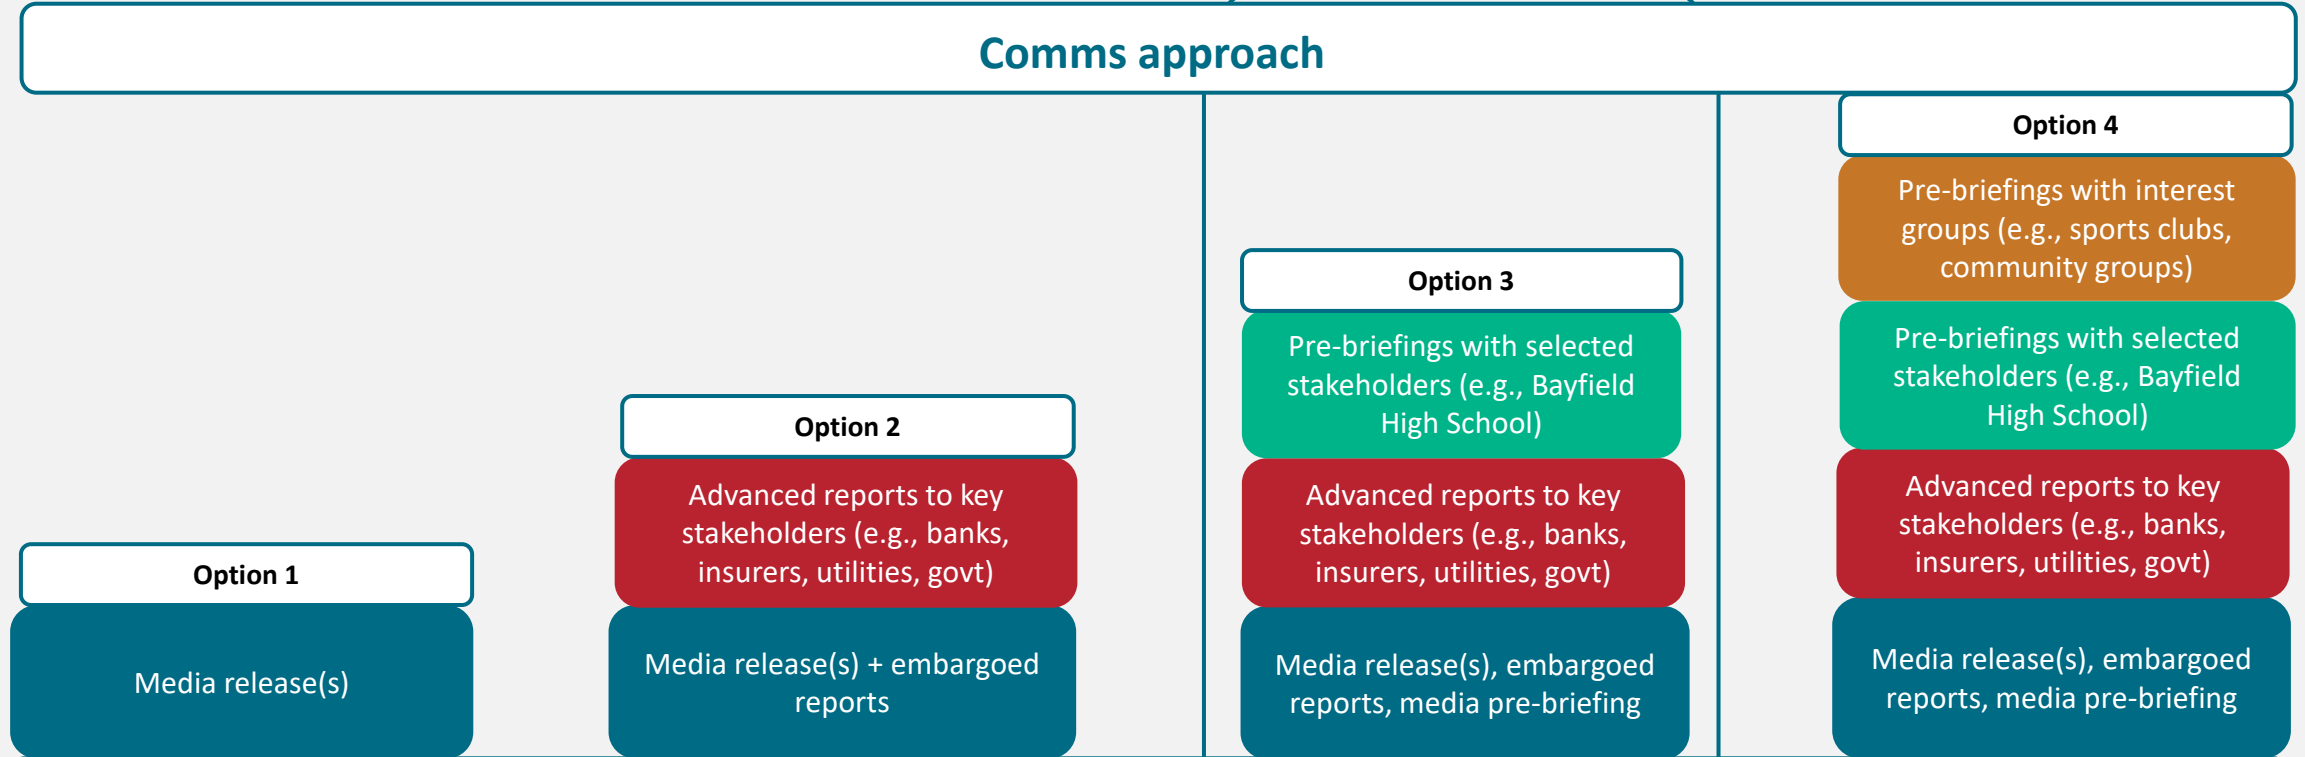 Comms approach
Option 1
Media release(s)
Option 2
Advanced reports to key
stakeholders (e.g., banks,
insurers, utilities, govt)
Media release(s) + embargoed
reports
Option 3
Pre-briefings with selected
stakeholders (e.g., Bayfield
High School)
Advanced reports to key
stakeholders (e.g., banks,
insurers, utilities, govt)
Media release(s), embargoed
reports, media pre-briefing
Option 4
Pre-briefings with interest
groups (e.g., sports clubs,
community groups)
Pre-briefings with selected
stakeholders (e.g., Bayfield
High School)
Advanced reports to key
stakeholders (e.g., banks,
insurers, utilities, govt)
Media release(s), embargoed
reports, media pre-briefing